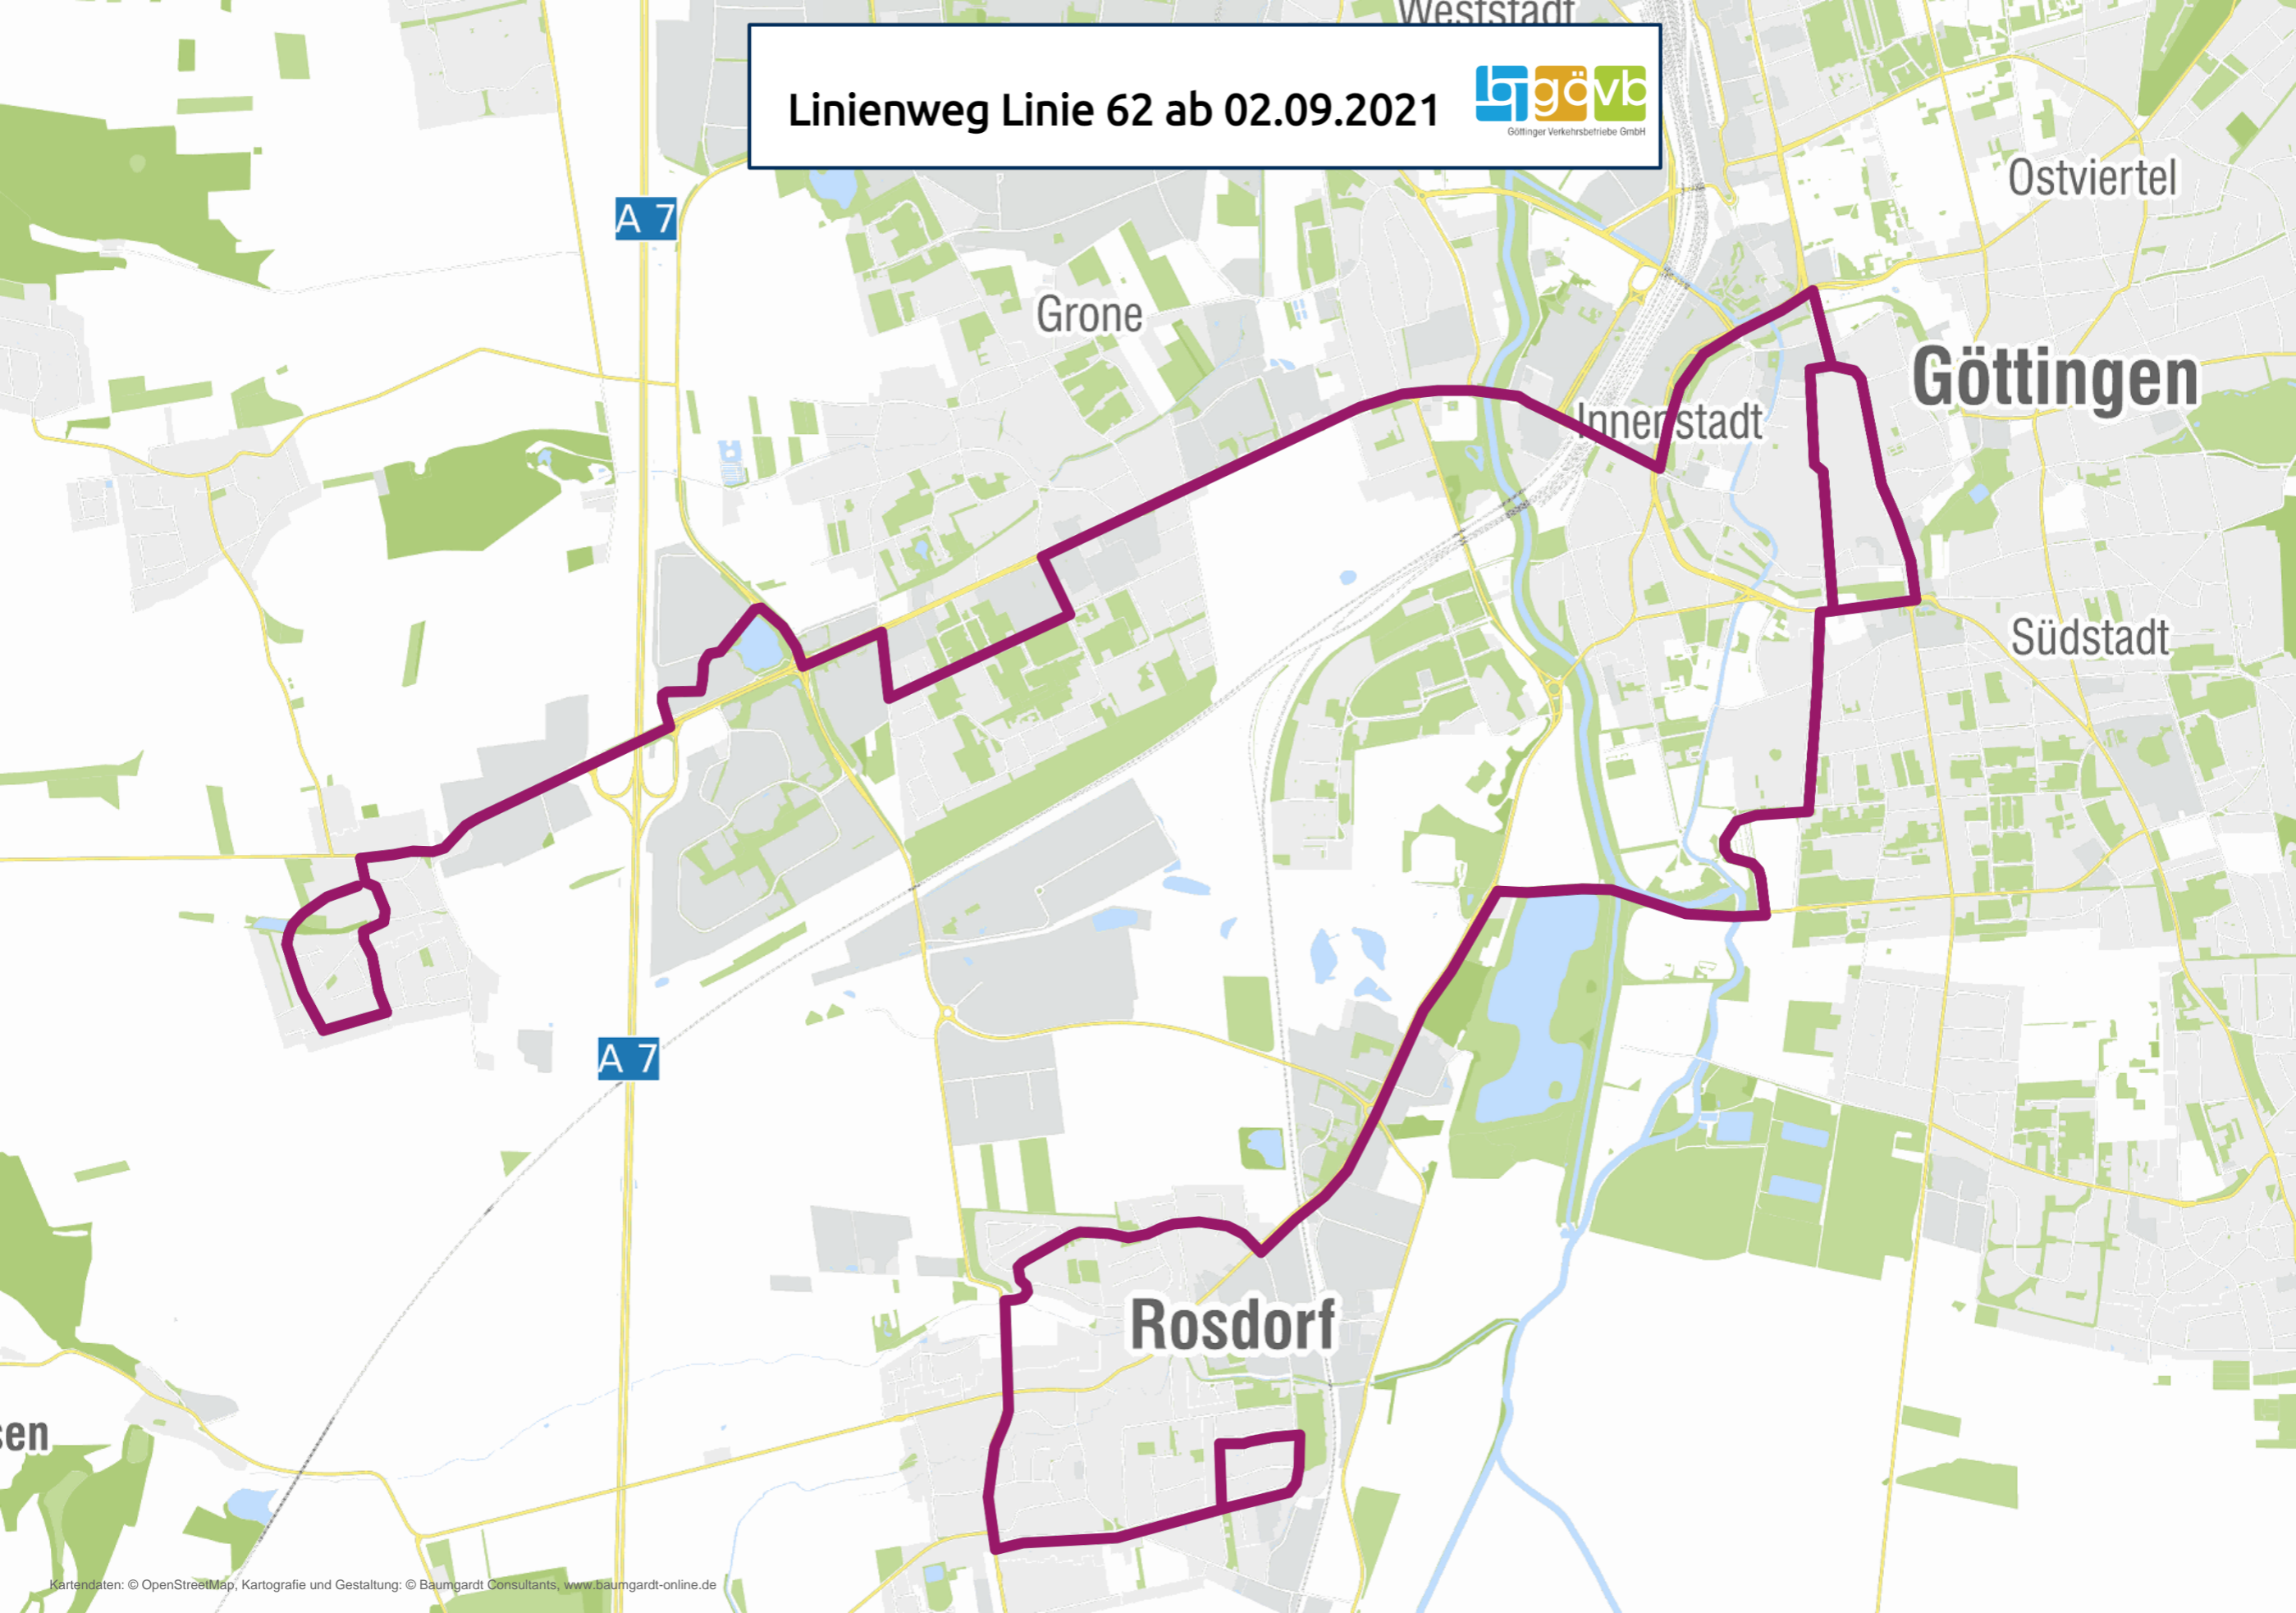 Weststadt
Linienweg Linie 62 ab 02.09.2021
gövb
Göttinger Verkehrsbetriebe GmbH
Ostviertel
A 7
Grone
Göttingen
Innenstadt
Südstadt
A 7
Rosdorf
sen
Kartendaten: © OpenStreetMap, Kartografie und Gestaltung: © Baumgardt Consultants, www.baumgardt-online.de